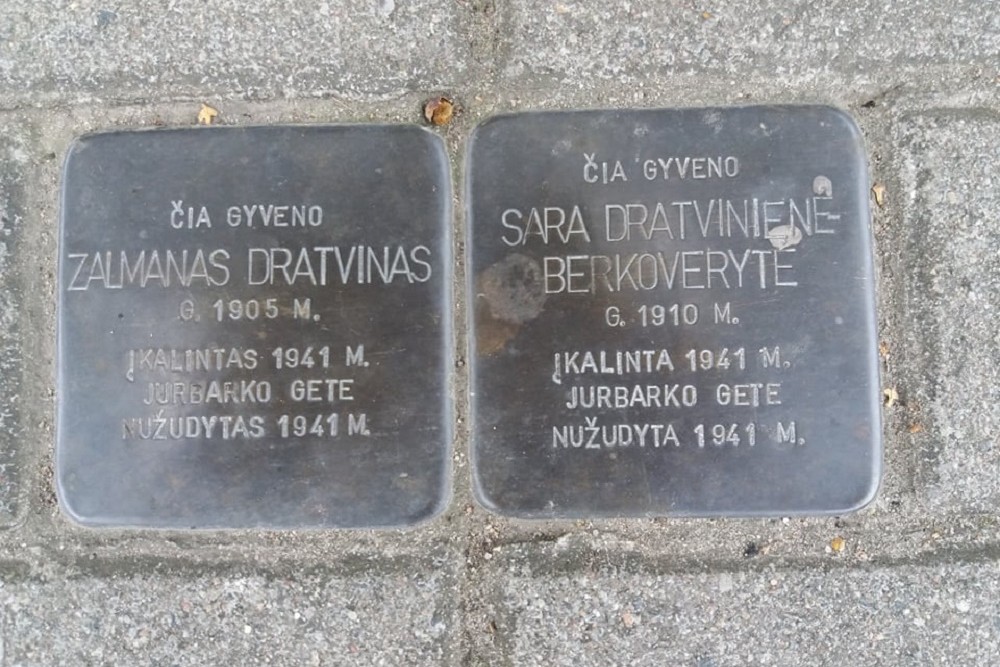 ČIA GYVENO
ZALMANAS DRATVINAS
G. 1905 M.
ĮKALINTAS 1941 M.
JURBARKO GETE
NUŽUDYTAS 1941 M.
ČIA GYVENO
SARA DRATVINIENĖ-
BERKOVERYTĖ
G. 1910 M.
ĮKALINTA 1941 M.
JURBARKO GETE
NUŽUDYTA 1941 M.